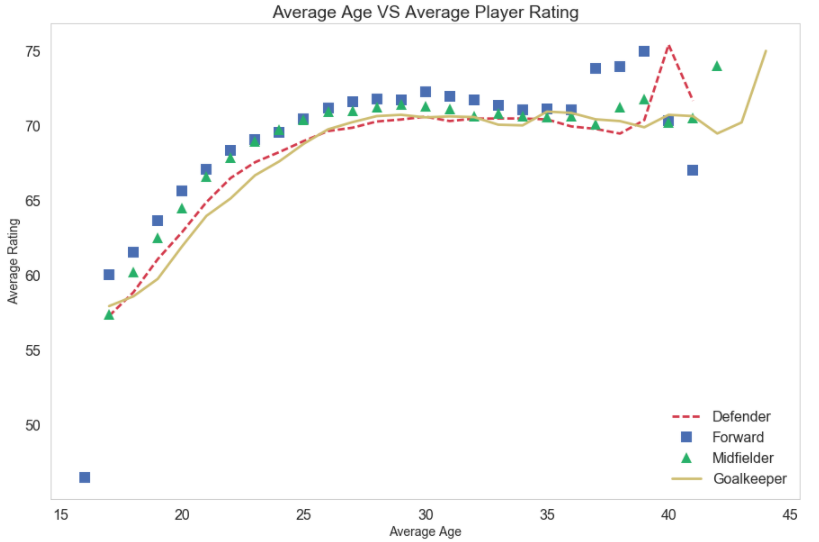 Average Age VS Average Player Rating
75
70
65
60
55
50
Average Rating
Defender
Forward
Midfielder
Goalkeeper
15 20 25 30 35 40 45
Average Age